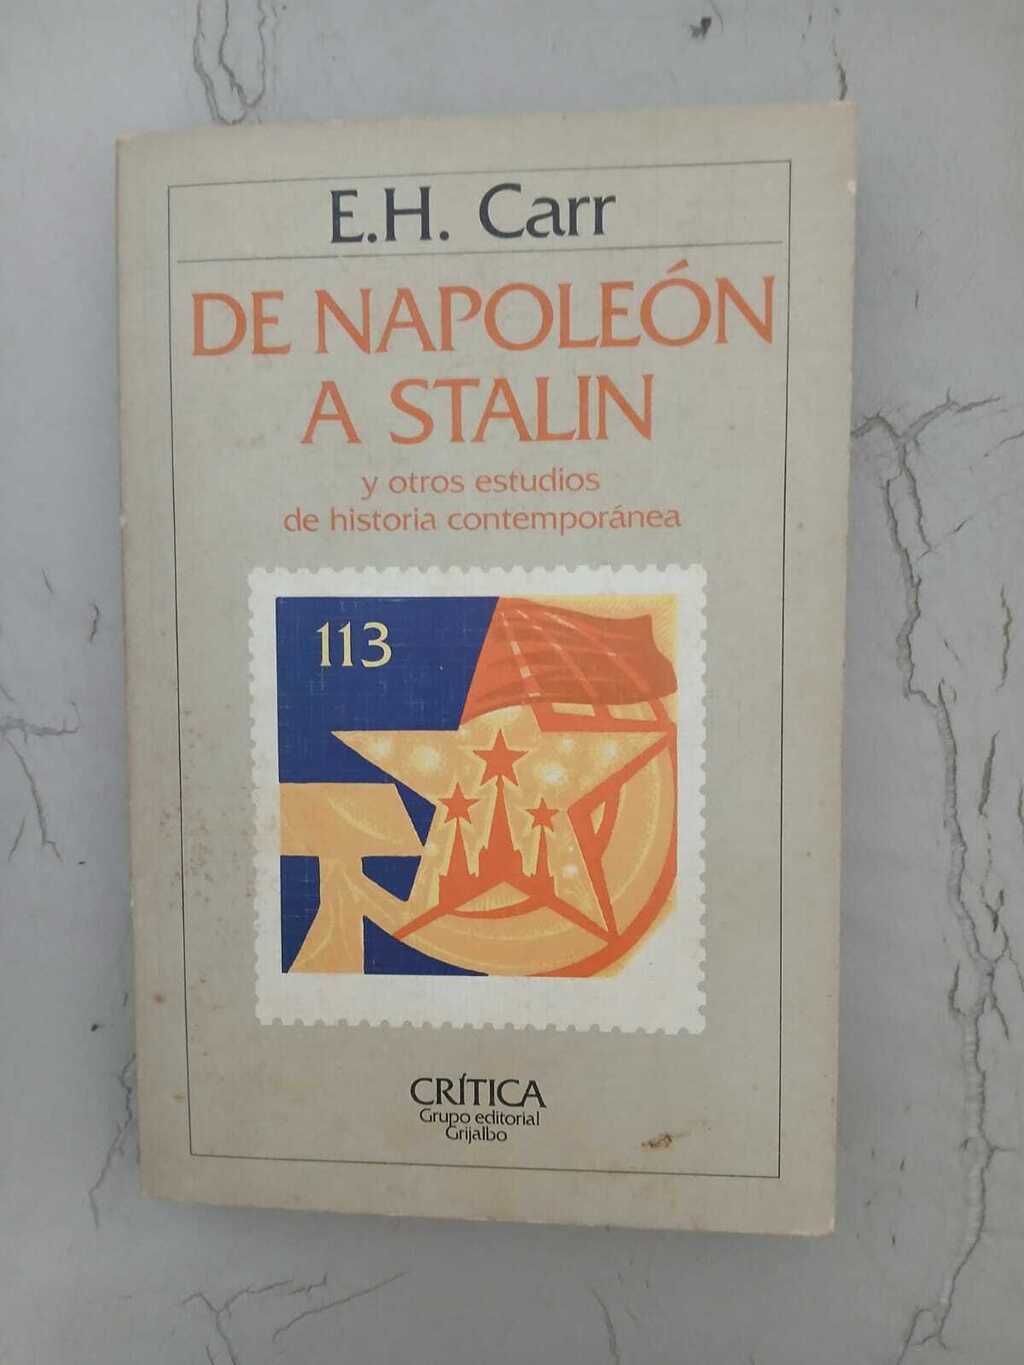 E.H. Carr
DE NAPOLEÓN
A STALIN
y otros estudios
de historia contemporánea
113
CRÍTICA
Grupo editorial
Grijalbo